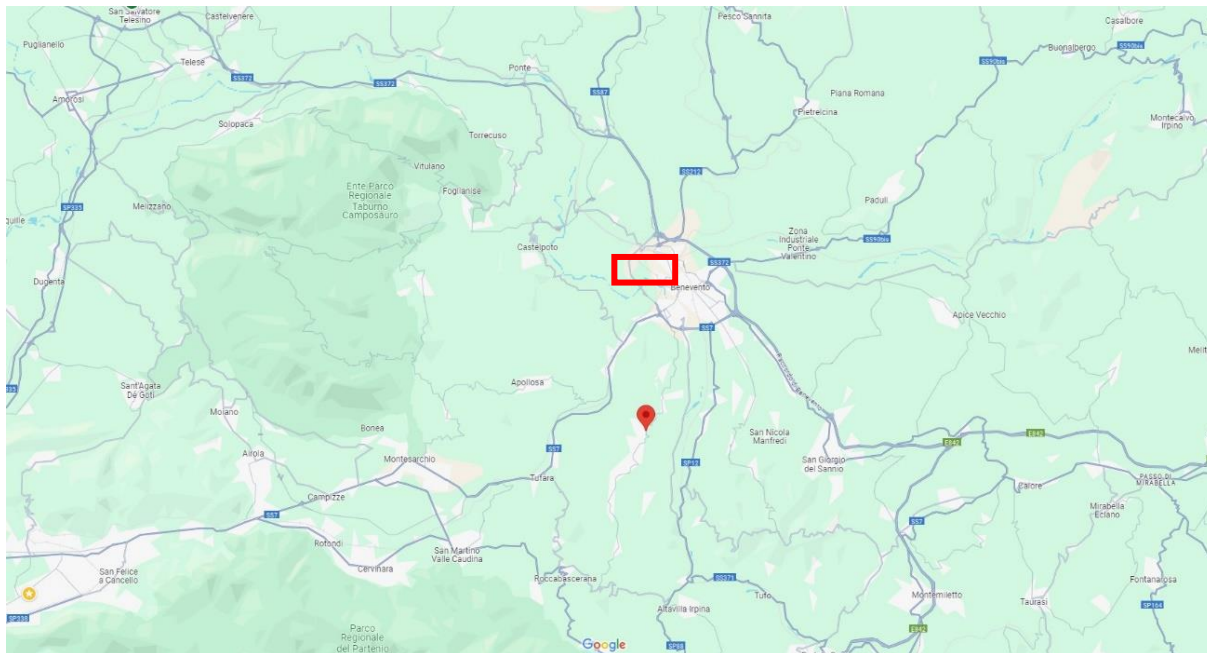 San Salvatore
Telesino
Castelvenere
Pesco Sannita
Casalbore
Puglianello
Telese
Ponte
Buonalbergo
SS90bis
SS372
SS372
SS87
Amorosi
Piana Romana
Pietrelcina
Montecalvo
Irpino
Solopaca
Torrecuso
Vitulano
SS212
Ente Parco
Regionale
Taburno
Camposauro
Foglianise
Paduli
SP335
Melizzano
Castelpoto
Zona
Industriale
Ponte
Valentino
SS90bis
SS372
Dugenta
Benevento
Apice Vecchio
SS7
Sant'Agata
De' Goti
Moiano
Apollosa
Bonea
San Nicola
Manfredi
SS7
Airola
Montesarchio
SP12
San Giorgio
del Sannio
E842
E842
Tufara
Calore
PASSO DI
MIRABELLA
Campizze
Mirabella
Eclano
SS7
SS7
Rotondi
San Martino
Valle Caudina
Cervinara
San Felice
a Cancello
Roccabascerana
SS371
Tufo
Montemiletto
Fontanarosa
Taurasi
SP164
Altavilla Irpina
Parco
Regionale
del Partenio
E842
Google
SP88